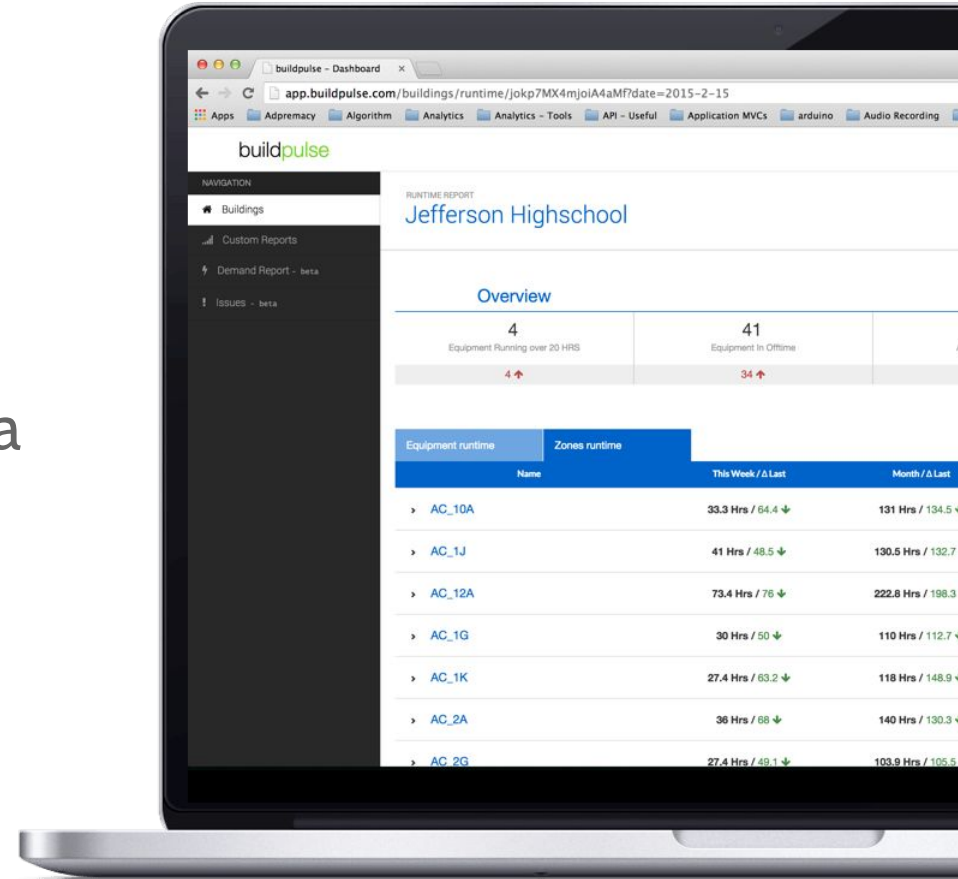 a
buildpulse – Dashboard
app.buildpulse.com/buildings/runtime/jokp7MX4mjoiA4aMf?date=2015-2-15
Apps Adpremacy Algorithm Analytics Analytics – Tools API – Useful Application MVCs arduino Audio Recording
buildpulse
NAVIGATION
Buildings
Custom Reports
Demand Report - beta
Issues - beta
RUNTIME REPORT
Jefferson Highschool
Overview
4 41
Equipment Running over 20 HRS Equipment In Offtime
4 ↑ 34 ↑
Equipment runtime Zones runtime
Name This Week / Δ Last Month / Δ Last
› AC_10A 33.3 Hrs / 64.4 ↓ 131 Hrs / 134.5
› AC_1J 41 Hrs / 48.5 ↓ 130.5 Hrs / 132.7
› AC_12A 73.4 Hrs / 76 ↓ 222.8 Hrs / 198.3
› AC_1G 30 Hrs / 50 ↓ 110 Hrs / 112.7
› AC_1K 27.4 Hrs / 63.2 ↓ 118 Hrs / 148.9
› AC_2A 36 Hrs / 68 ↓ 140 Hrs / 130.3
› AC_2G 27.4 Hrs / 49.1 ↓ 103.9 Hrs / 105.5